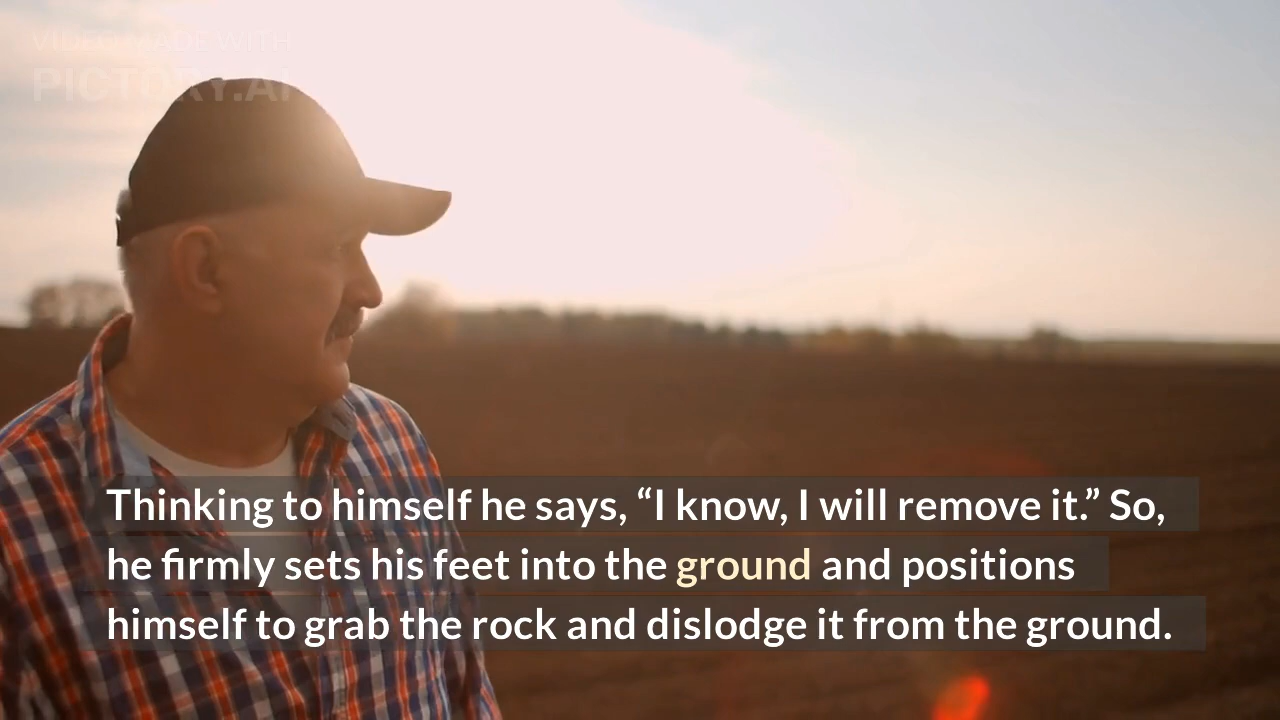 VIDEO MADE WITH
PICTORY.AI
Thinking to himself he says, “I know, I will remove it.” So,
he firmly sets his feet into the ground and positions
himself to grab the rock and dislodge it from the ground.